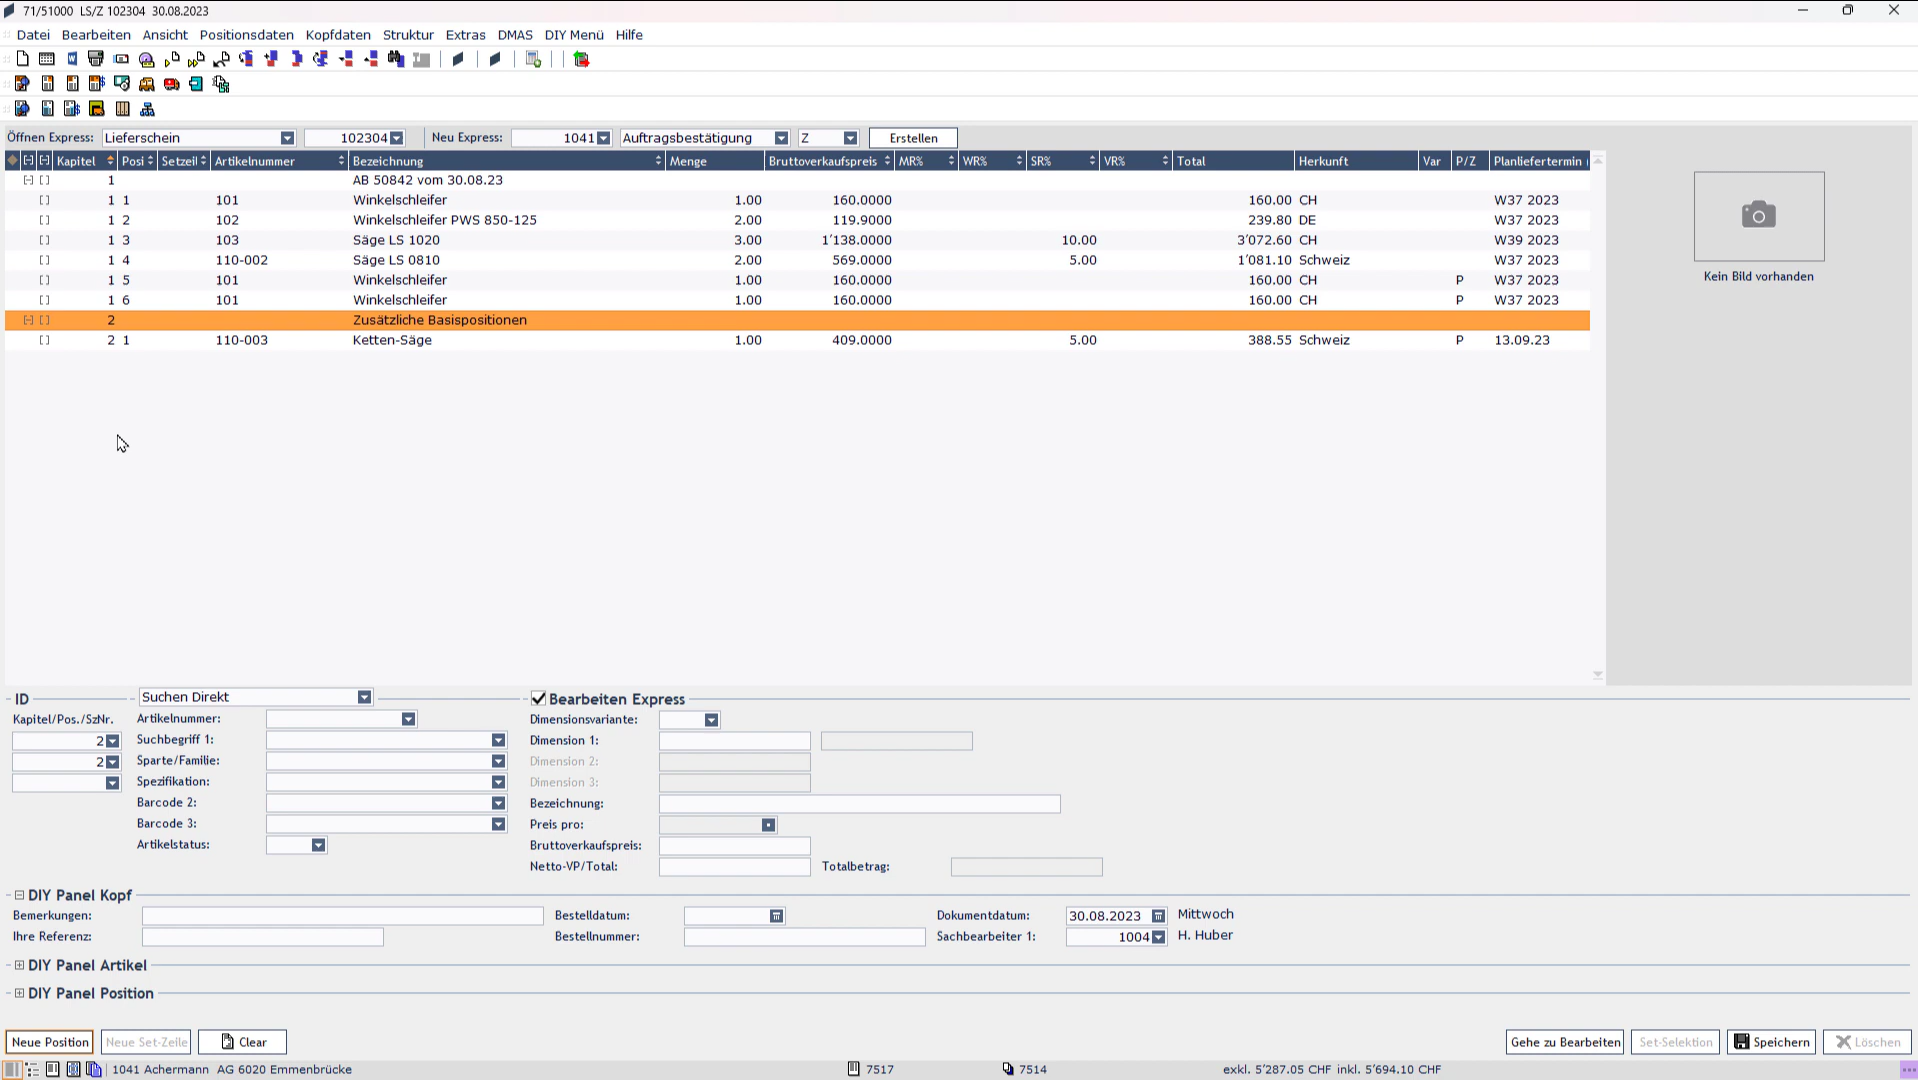 71/51000 LS/Z 102304 30.08.2023
Datei Bearbeiten Ansicht Positionsdaten Kopfdaten Struktur Extras DMAS DIY Menü Hilfe
Öffnen Express: Lieferschein 102304 Neu Express: 1041 Auftragsbestätigung Z Erstellen
Kapitel Posi Setzeil Artikelnummer Bezeichnung Menge Bruttoverkaufspreis MR% WR% SR% VR% Total Herkunft Var P/Z Planliefertermin
1 AB 50842 vom 30.08.23
1 1 101 Winkelschleifer 1.00 160.0000 160.00 CH W37 2023
1 2 102 Winkelschleifer PWS 850-125 2.00 119.9000 239.80 DE W37 2023
1 3 103 Säge LS 1020 3.00 1'138.0000 10.00 3'072.60 CH W39 2023
1 4 110-002 Säge LS 0810 2.00 569.0000 5.00 1'081.10 Schweiz W37 2023
1 5 101 Winkelschleifer 1.00 160.0000 160.00 CH P W37 2023
1 6 101 Winkelschleifer 1.00 160.0000 160.00 CH P W37 2023
2 Zusätzliche Basispositionen
2 1 110-003 Ketten-Säge 1.00 409.0000 5.00 388.55 Schweiz P 13.09.23
Kein Bild vorhanden
ID Suchen Direkt Bearbeiten Express
Kapitel/Pos./SzNr. Artikelnummer: Dimensionsvariante:
2 Suchbegriff 1: Dimension 1:
2 Sparte/Familie: Dimension 2:
Spezifikation: Dimension 3:
Barcode 2: Bezeichnung:
Barcode 3: Preis pro:
Artikelstatus: Bruttoverkaufspreis:
Netto-VP/Total: Totalbetrag:
DIY Panel Kopf
Bemerkungen: Bestelldatum: Dokumentdatum: 30.08.2023 Mittwoch
Ihre Referenz: Bestellnummer: Sachbearbeiter 1: 1004 H. Huber
DIY Panel Artikel
DIY Panel Position
Neue Position Neue Set-Zeile Clear Gehe zu Bearbeiten Set-Selektion Speichern Löschen
1041 Achermann AG 6020 Emmenbrücke 7517 7514 exkl. 5'287.05 CHF inkl. 5'694.10 CHF